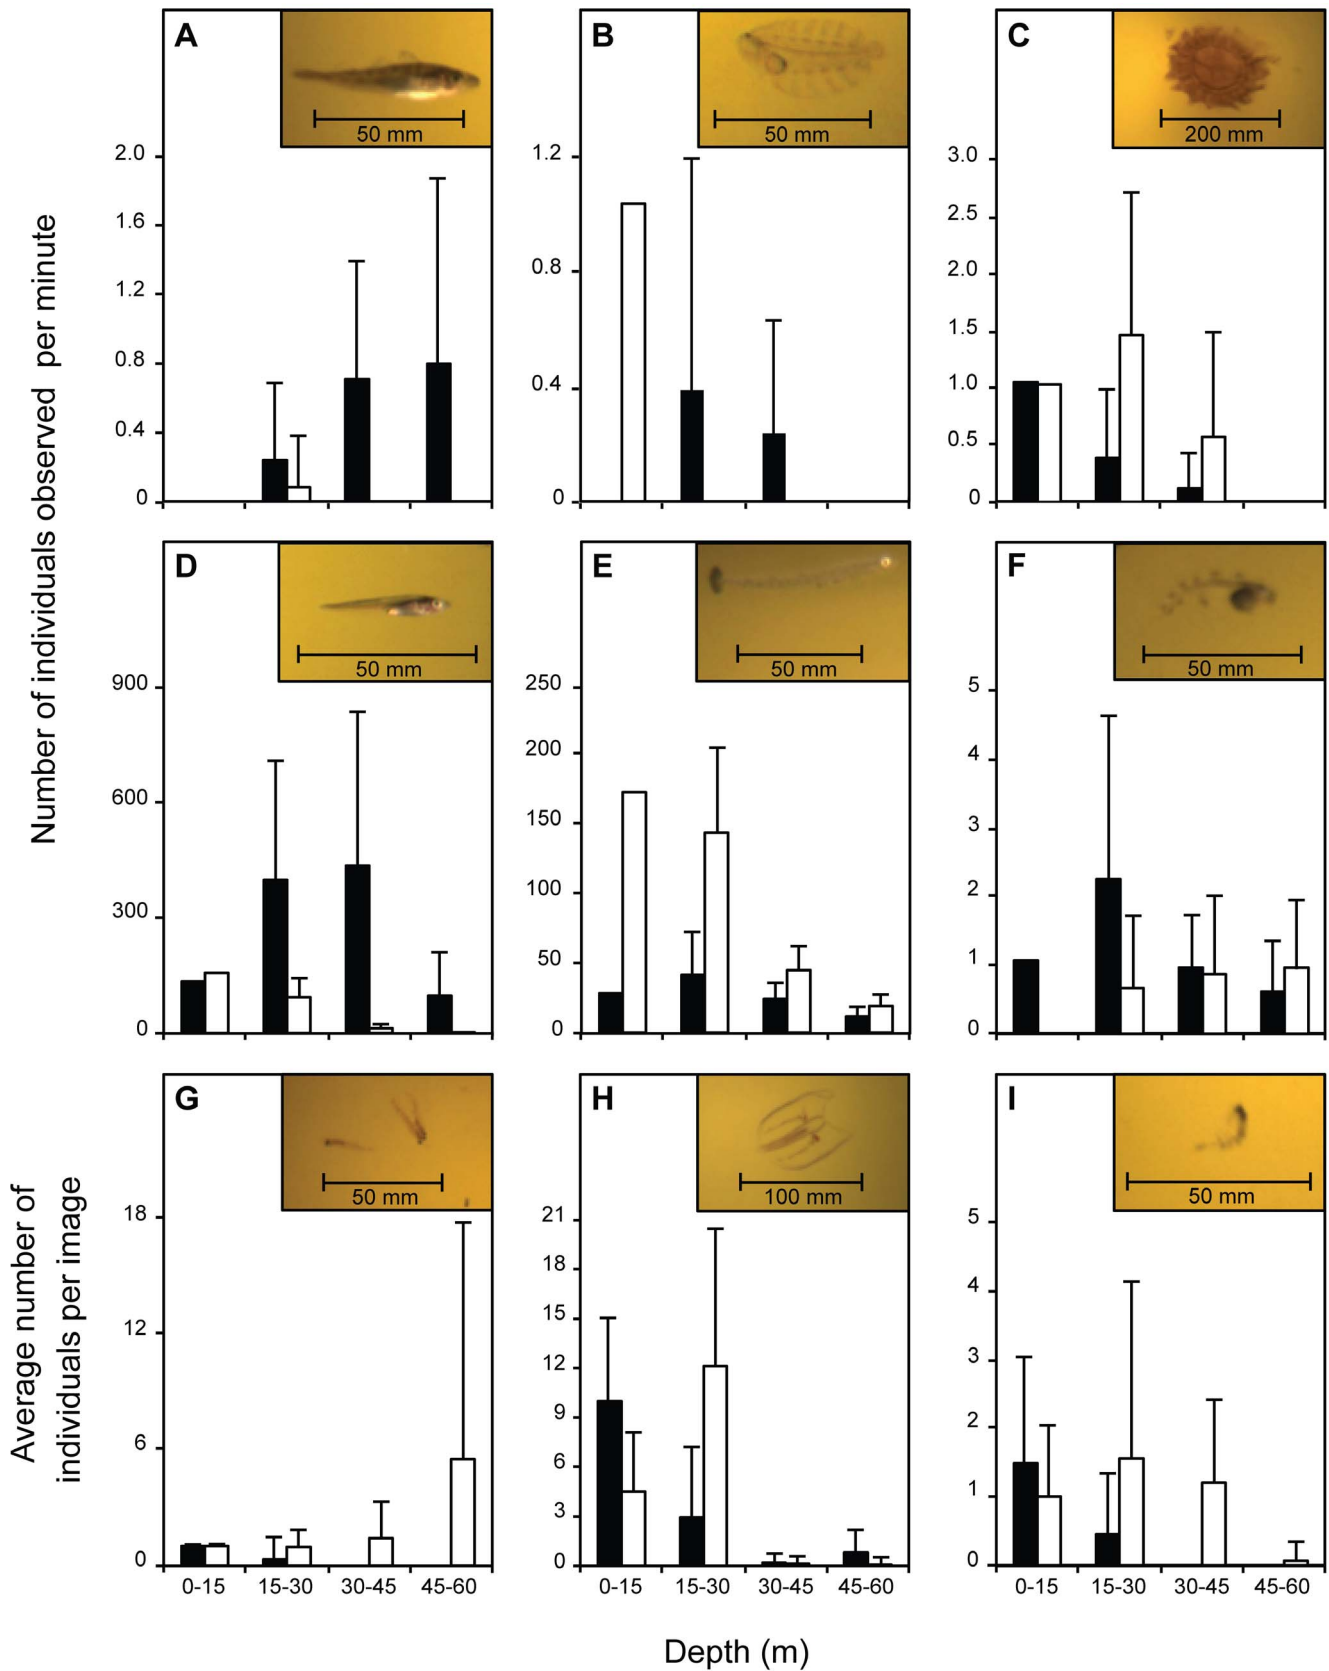 Number of individuals observed per minute
A
50 mm
2.0
1.6
1.2
0.8
0.4
0
B
50 mm
1.2
0.8
0.4
0
C
200 mm
3.0
2.5
2.0
1.5
1.0
0.5
0
D
50 mm
900
600
300
0
E
50 mm
250
200
150
100
50
0
F
50 mm
5
4
3
2
1
0
Average number of
individuals per image
G
50 mm
18
12
6
0
0-15 15-30 30-45 45-60
H
100 mm
21
18
15
12
9
6
3
0
0-15 15-30 30-45 45-60
I
50 mm
5
4
3
2
1
0
0-15 15-30 30-45 45-60
Depth (m)